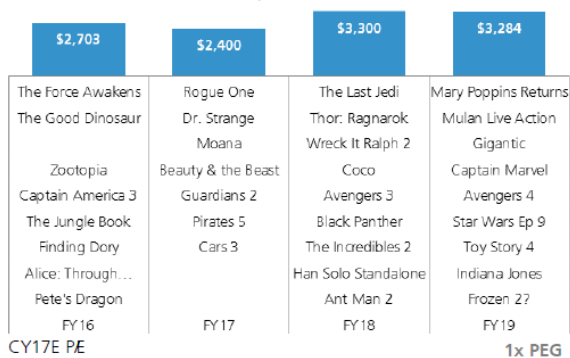 $2,703 $2,400 $3,300 $3,284
The Force Awakens Rogue One The Last Jedi Mary Poppins Returns
The Good Dinosaur Dr. Strange Thor: Ragnarok Mulan Live Action
Moana Wreck It Ralph 2 Gigantic
Zootopia Beauty & the Beast Coco Captain Marvel
Captain America 3 Guardians 2 Avengers 3 Avengers 4
The Jungle Book Pirates 5 Black Panther Star Wars Ep 9
Finding Dory Cars 3 The Incredibles 2 Toy Story 4
Alice: Through... Han Solo Standalone Indiana Jones
Pete's Dragon Ant Man 2 Frozen 2?
FY16 FY17 FY18 FY19
CY17E P/E 1x PEG